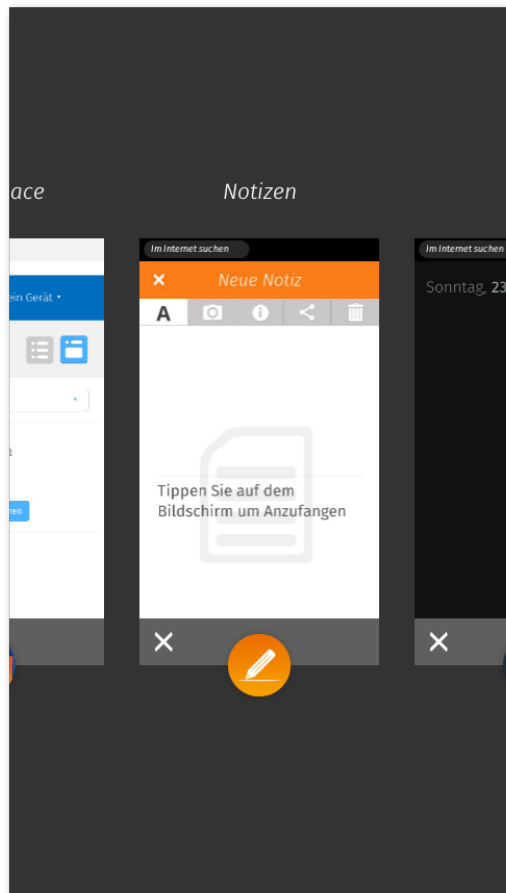 ace
Notizen
Im Internet suchen
Im Internet suchen
Neue Notiz
Sonntag, 23
ein Gerät
A
Tippen Sie auf dem
Bildschirm um Anzufangen
ren